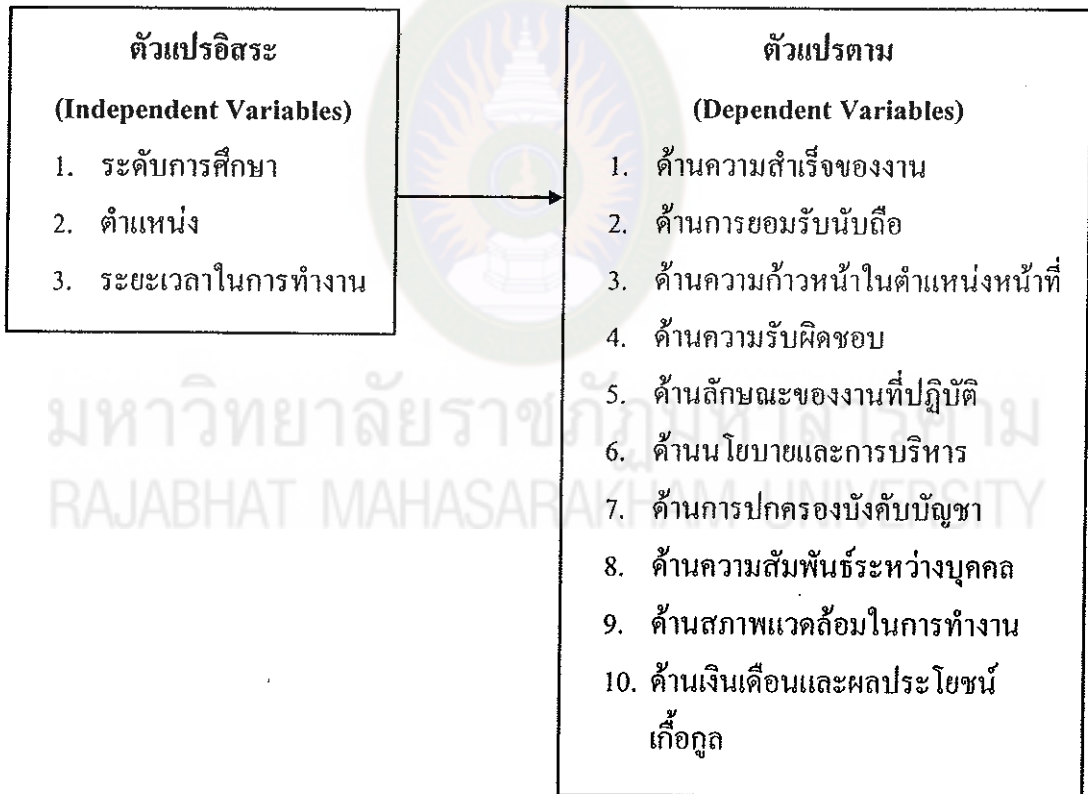 ตัวแปรอิสระ
(Independent Variables)
1. ระดับการศึกษา
2. ตำแหน่ง
3. ระยะเวลาในการทำงาน
ตัวแปรตาม
(Dependent Variables)
1. ด้านความสำเร็จของงาน
2. ด้านการยอมรับนับถือ
3. ด้านความก้าวหน้าในตำแหน่งหน้าที่
4. ด้านความรับผิดชอบ
5. ด้านลักษณะของงานที่ปฏิบัติ
6. ด้านนโยบายและการบริหาร
7. ด้านการปกครองบังคับบัญชา
8. ด้านความสัมพันธ์ระหว่างบุคคล
9. ด้านสภาพแวดล้อมในการทำงาน
10. ด้านเงินเดือนและผลประโยชน์
เกื้อกูล
มหาวิทยาลัยราชภัฏมหาสารคาม
RAJABHAT MAHASARAKHAM UNIVERSITY